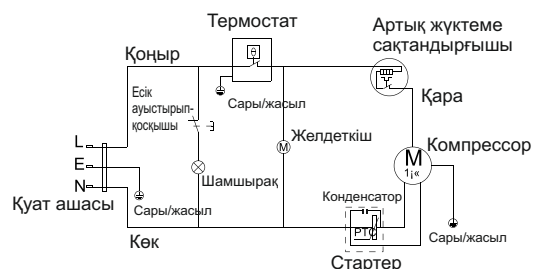 Термостат
Артық жүктеме
сақтандырғышы
Қоңыр
θ
Есік
ауыстырып-
қосқышы
Сары/жасыл
Қара
Желдеткіш
M
Компрессор
M
1¡«
L
E
N
Шамшырақ
Қуат ашасы
Сары/жасыл
Конденсатор
PTC
Сары/жасыл
Көк
Стартер